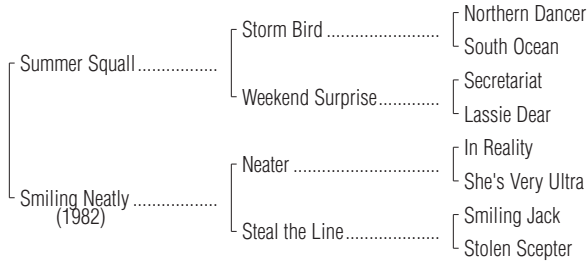 Northern Dancer
Storm Bird ........................
South Ocean
Summer Squall.................
Secretariat
Weekend Surprise.............
Lassie Dear
In Reality
Neater ...............................
She's Very Ultra
Smiling Neatly ..................
(1982)
Smiling Jack
Steal the Line....................
Stolen Scepter